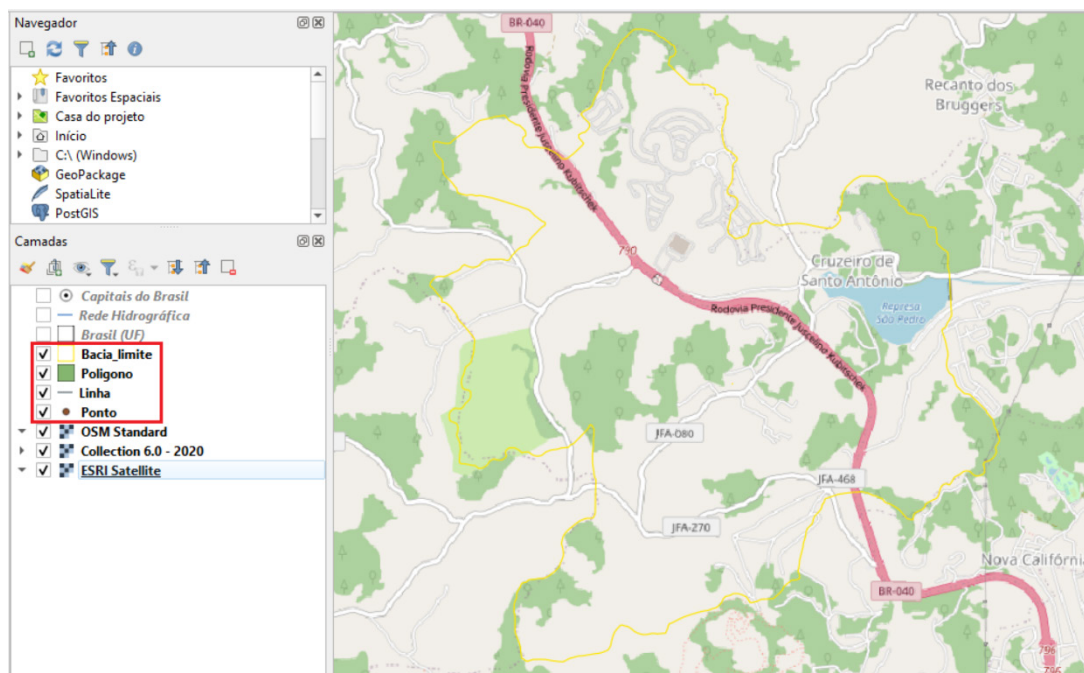 Navegador
Favoritos
Favoritos Espaciais
Casa do projeto
Início
C:\ (Windows)
GeoPackage
SpatiaLite
PostGIS
Camadas
Capitais do Brasil
Rede Hidrográfica
Brasil (UF)
Bacia_limite
Poligono
Linha
Ponto
OSM Standard
Collection 6.0 - 2020
ESRI Satellite
BR-040
Rodovia Presidente Juscelino Kubitschek
Recanto dos
Bruggers
790
Cruzeiro de
Santo Antônio
Represa
São Pedro
Rodovia Presidente Juscelino Kubitschek
JFA-080
JFA-468
JFA-270
Nova Califórnia
BR-040
796
796